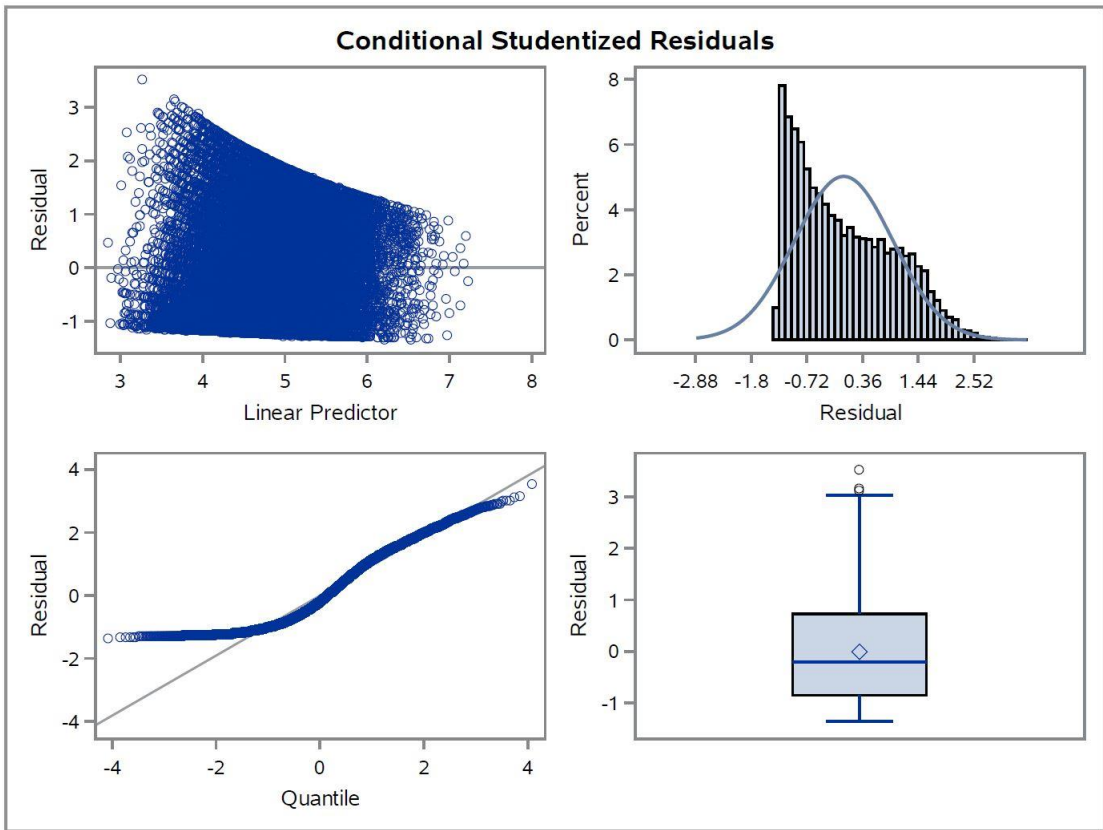 Conditional Studentized Residuals
3
2
1
0
-1
Residual
3 4 5 6 7 8
Linear Predictor
8
6
4
2
0
Percent
-2.88 -1.8 -0.72 0.36 1.44 2.52
Residual
4
2
0
-2
-4
Residual
-4 -2 0 2 4
Quantile
3
2
1
0
-1
Residual